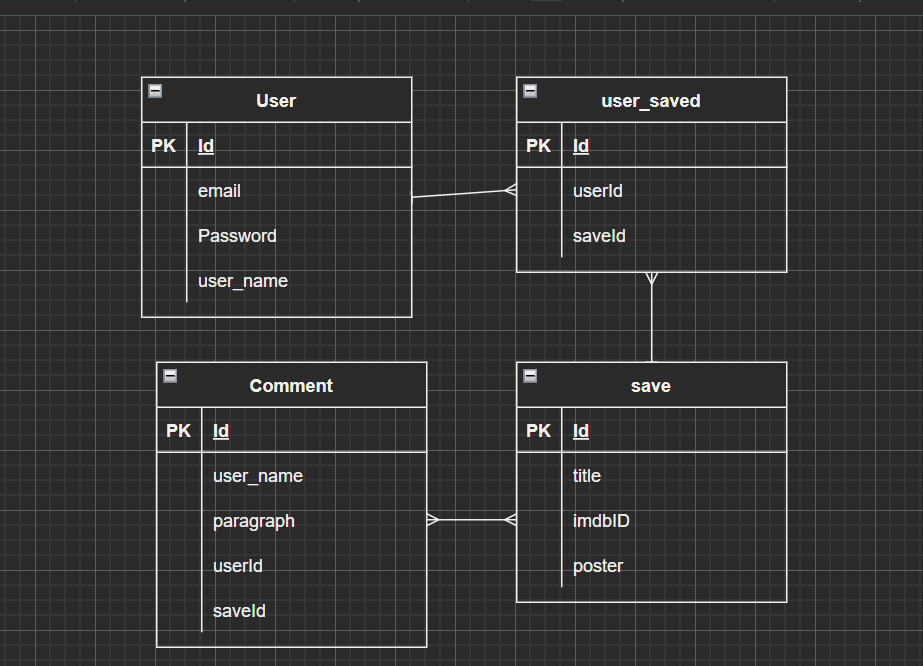 User
PK Id
email
Password
user_name
user_saved
PK Id
userId
saveId
Comment
PK Id
user_name
paragraph
userId
saveId
save
PK Id
title
imdbID
poster